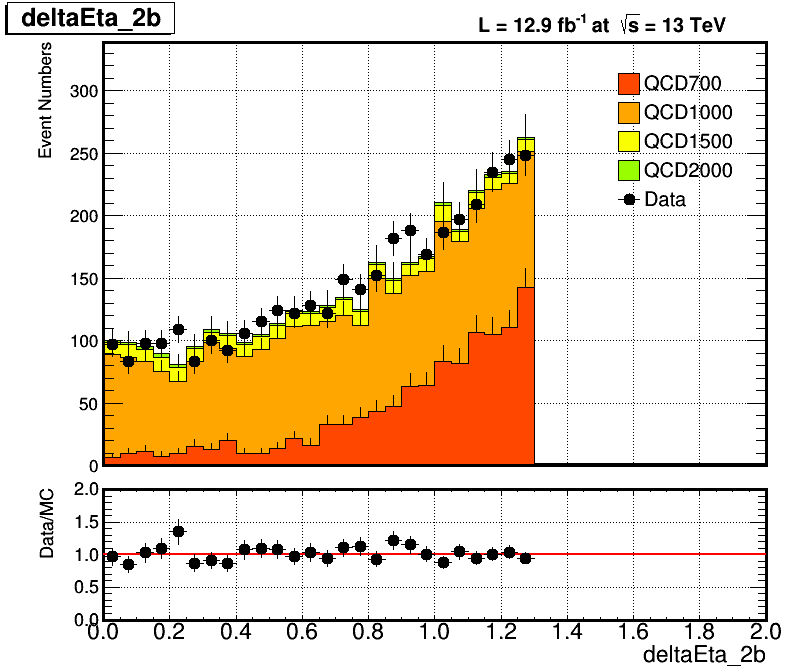 deltaEta_2b
L = 12.9 fb⁻¹ at √s = 13 TeV
Event Numbers
300
250
200
150
100
50
0
QCD700
QCD1000
QCD1500
QCD2000
Data
Data/MC
2.0
1.5
1.0
0.5
0.0
0.0 0.2 0.4 0.6 0.8 1.0 1.2 1.4 1.6 1.8 2.0
deltaEta_2b